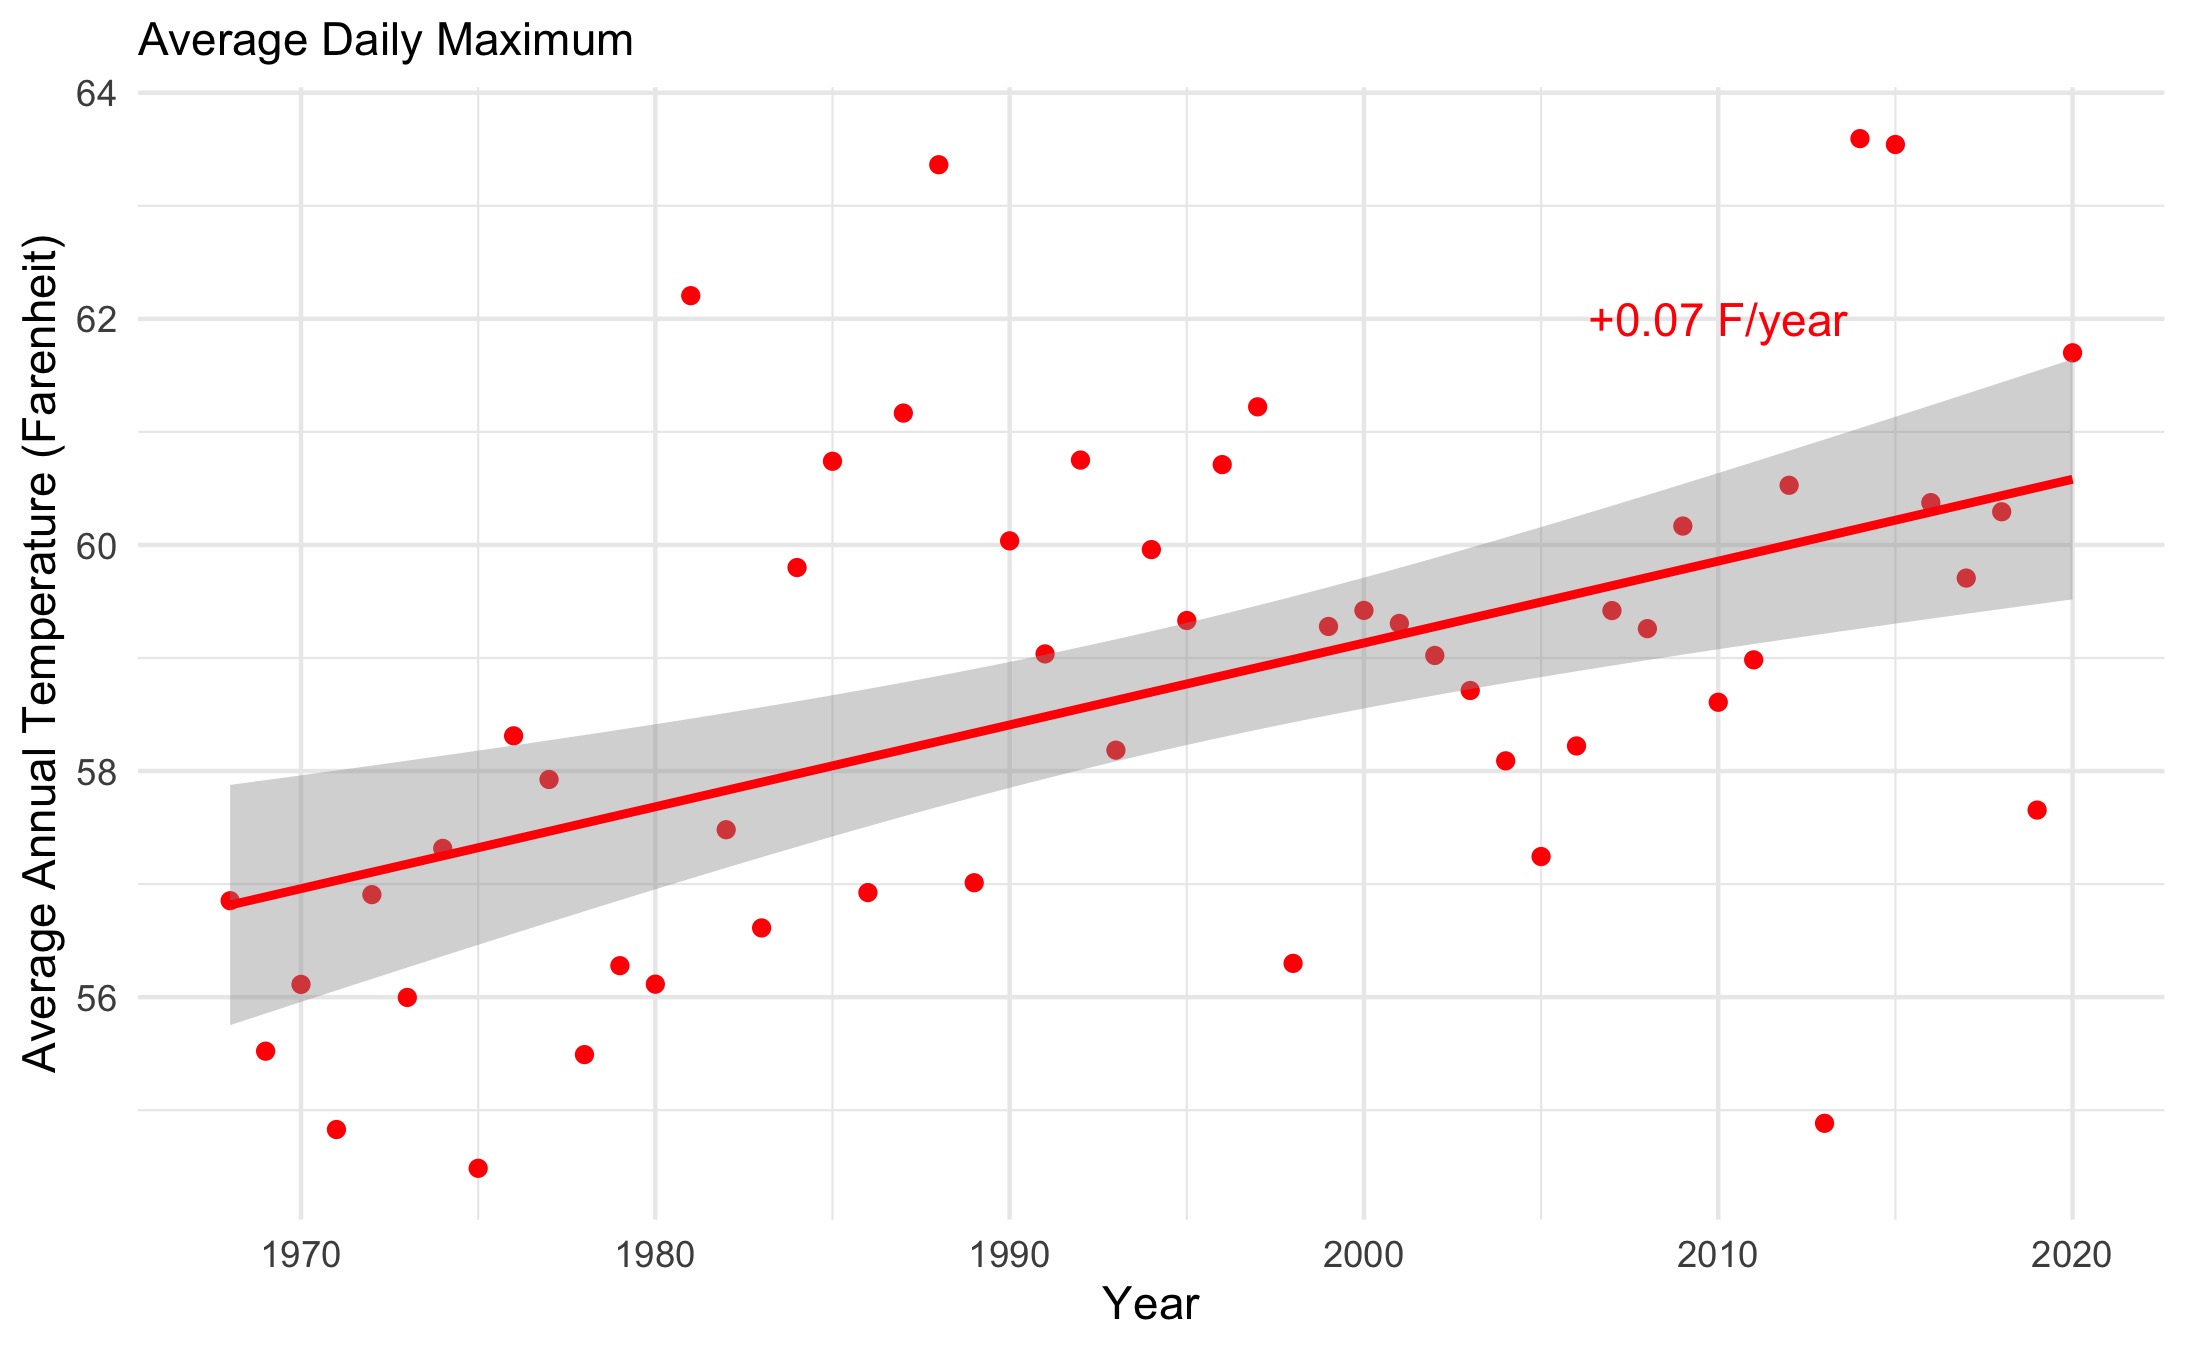 Average Daily Maximum
64
62
60
58
56
Average Annual Temperature (Farenheit)
+0.07 F/year
1970
1980
1990
2000
2010
2020
Year